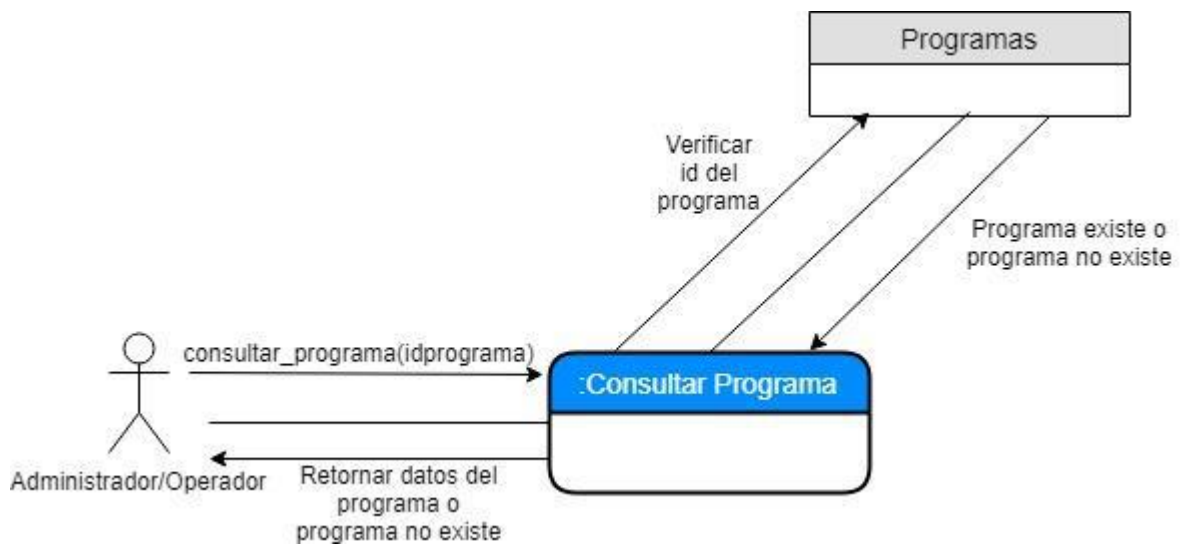 Programas
Verificar
id del
programa
Programa existe o
programa no existe
consultar_programa(idprograma)
:Consultar Programa
Administrador/Operador
Retornar datos del
programa o
programa no existe